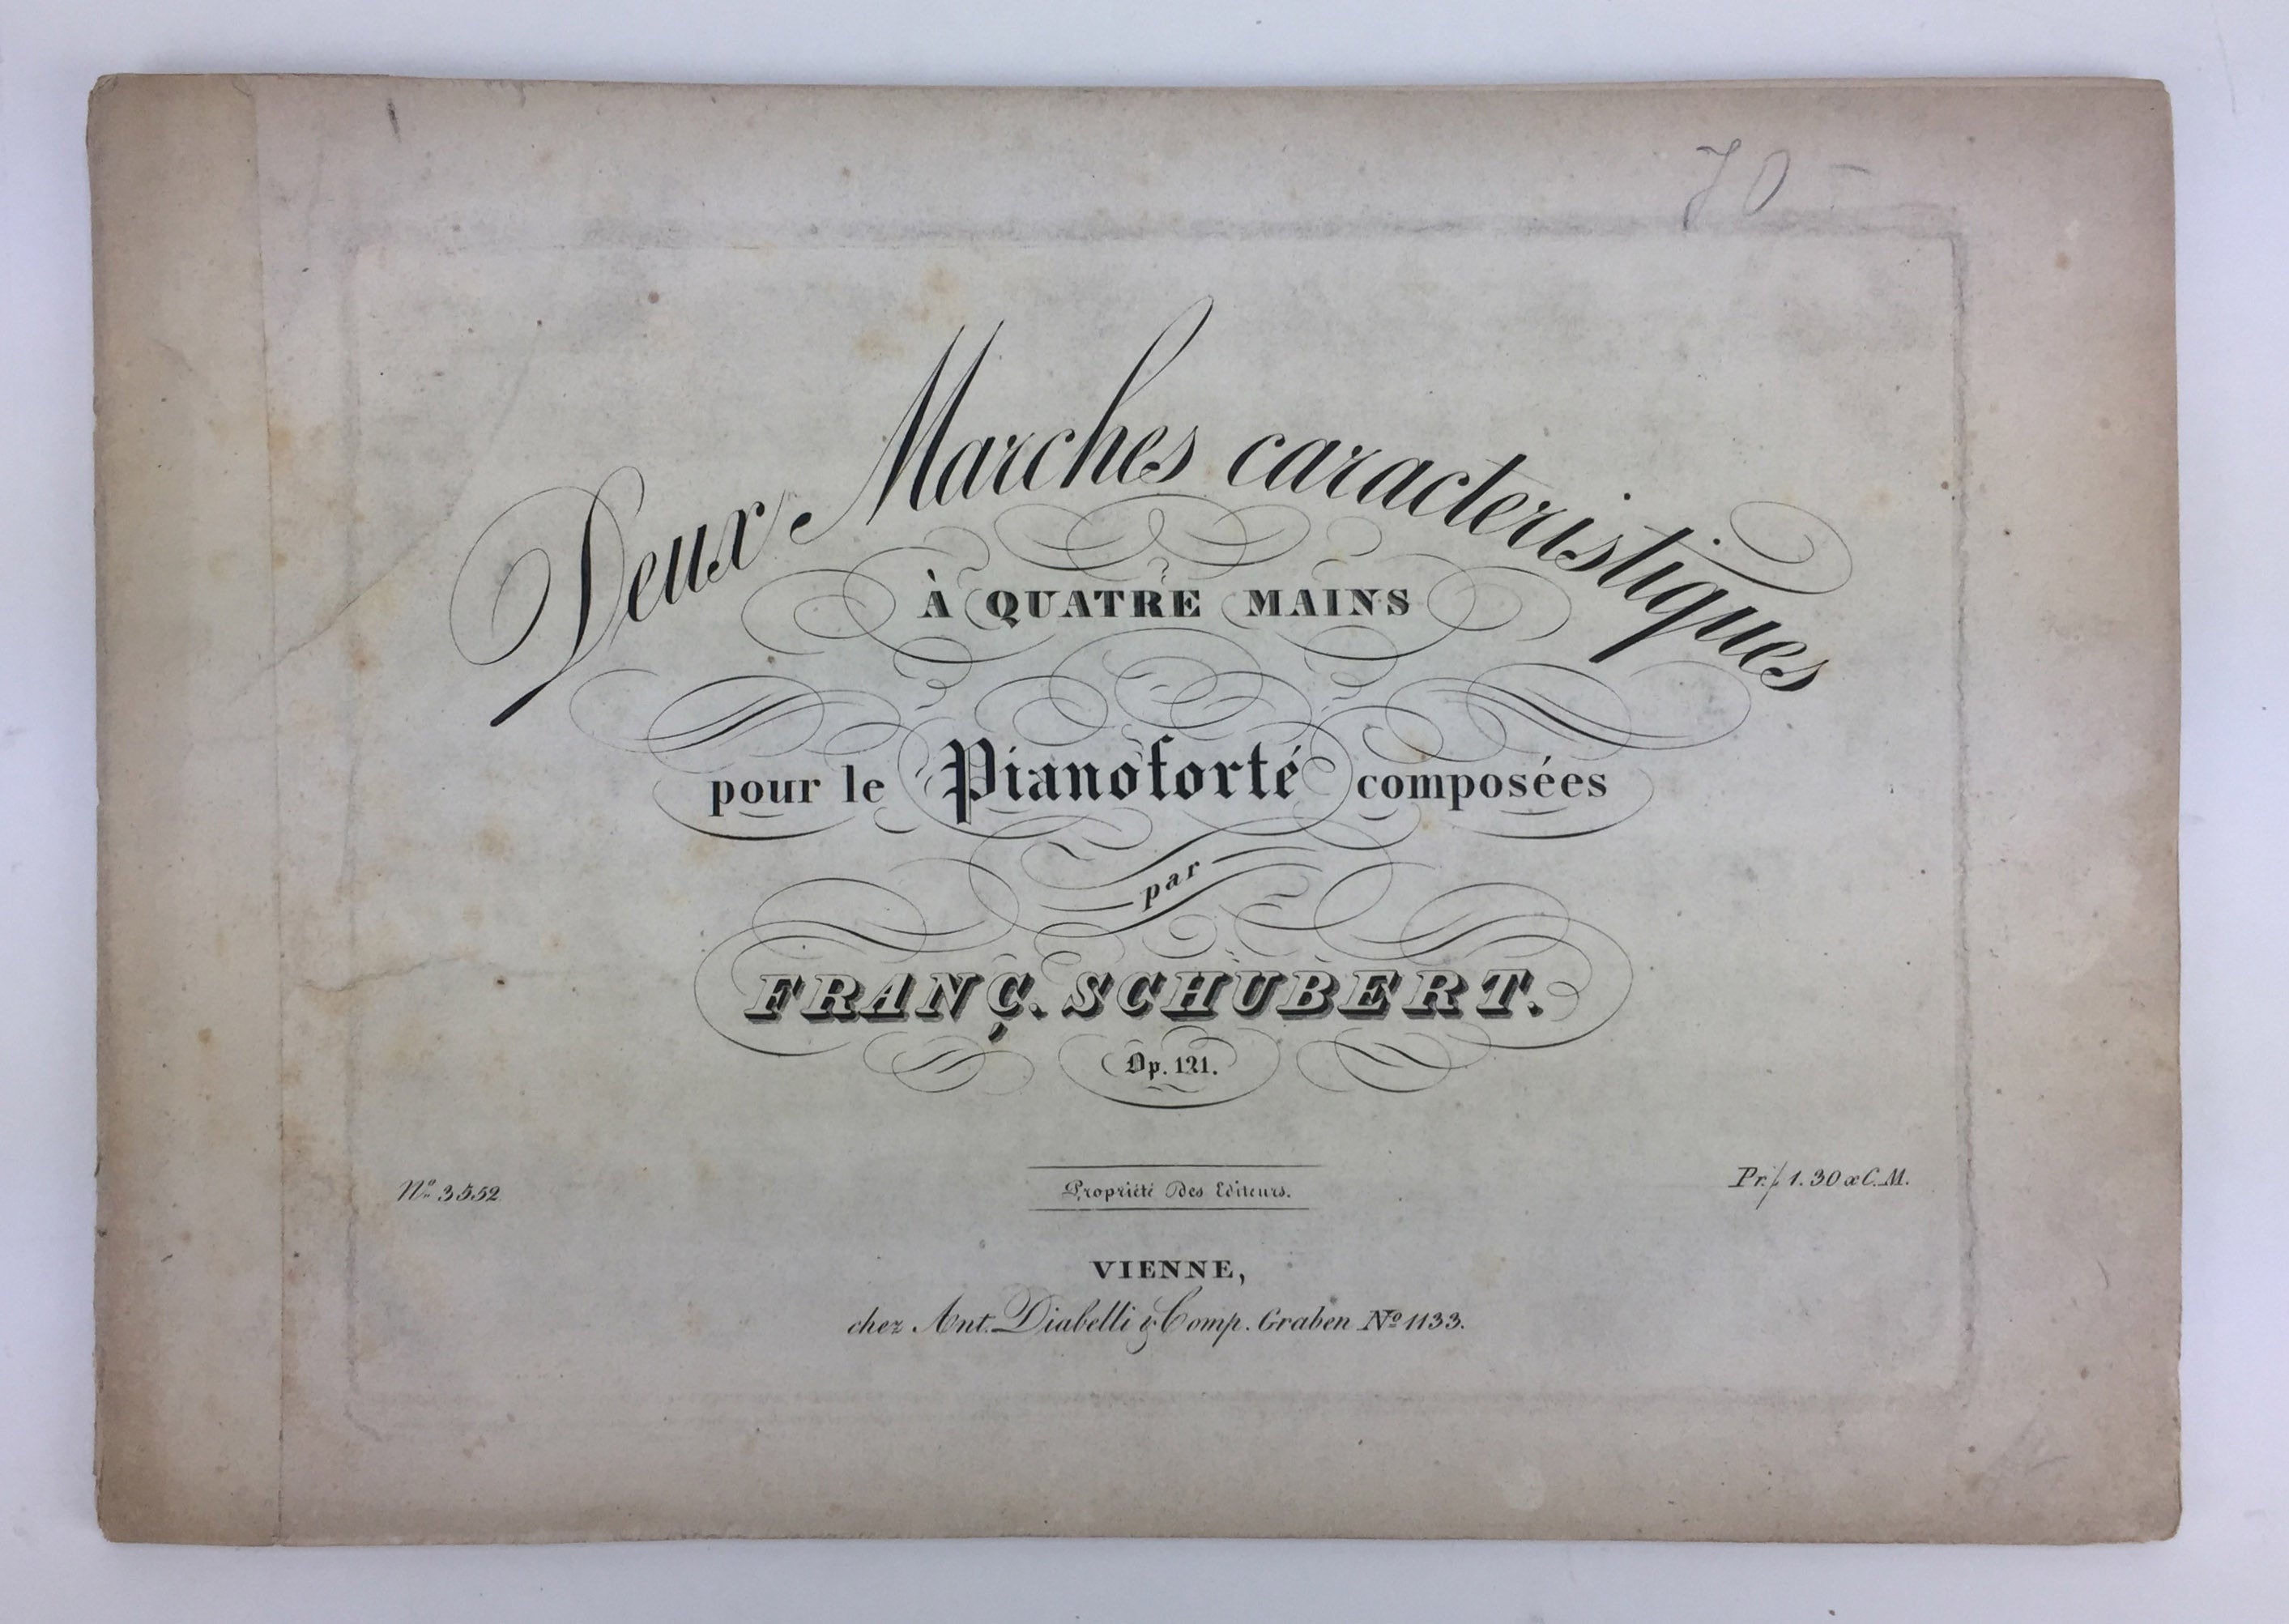 70 –
Deux Marches caracteristiques
À QUATRE MAINS
pour le Pianoforté composées
par
FRANÇ. SCHUBERT.
Op. 121.
Nº 3552
Propriété des Editeurs.
Pr. f 1. 30 x C. M.
VIENNE,
chez Ant. Diabelli & Comp. Graben Nº 1133.